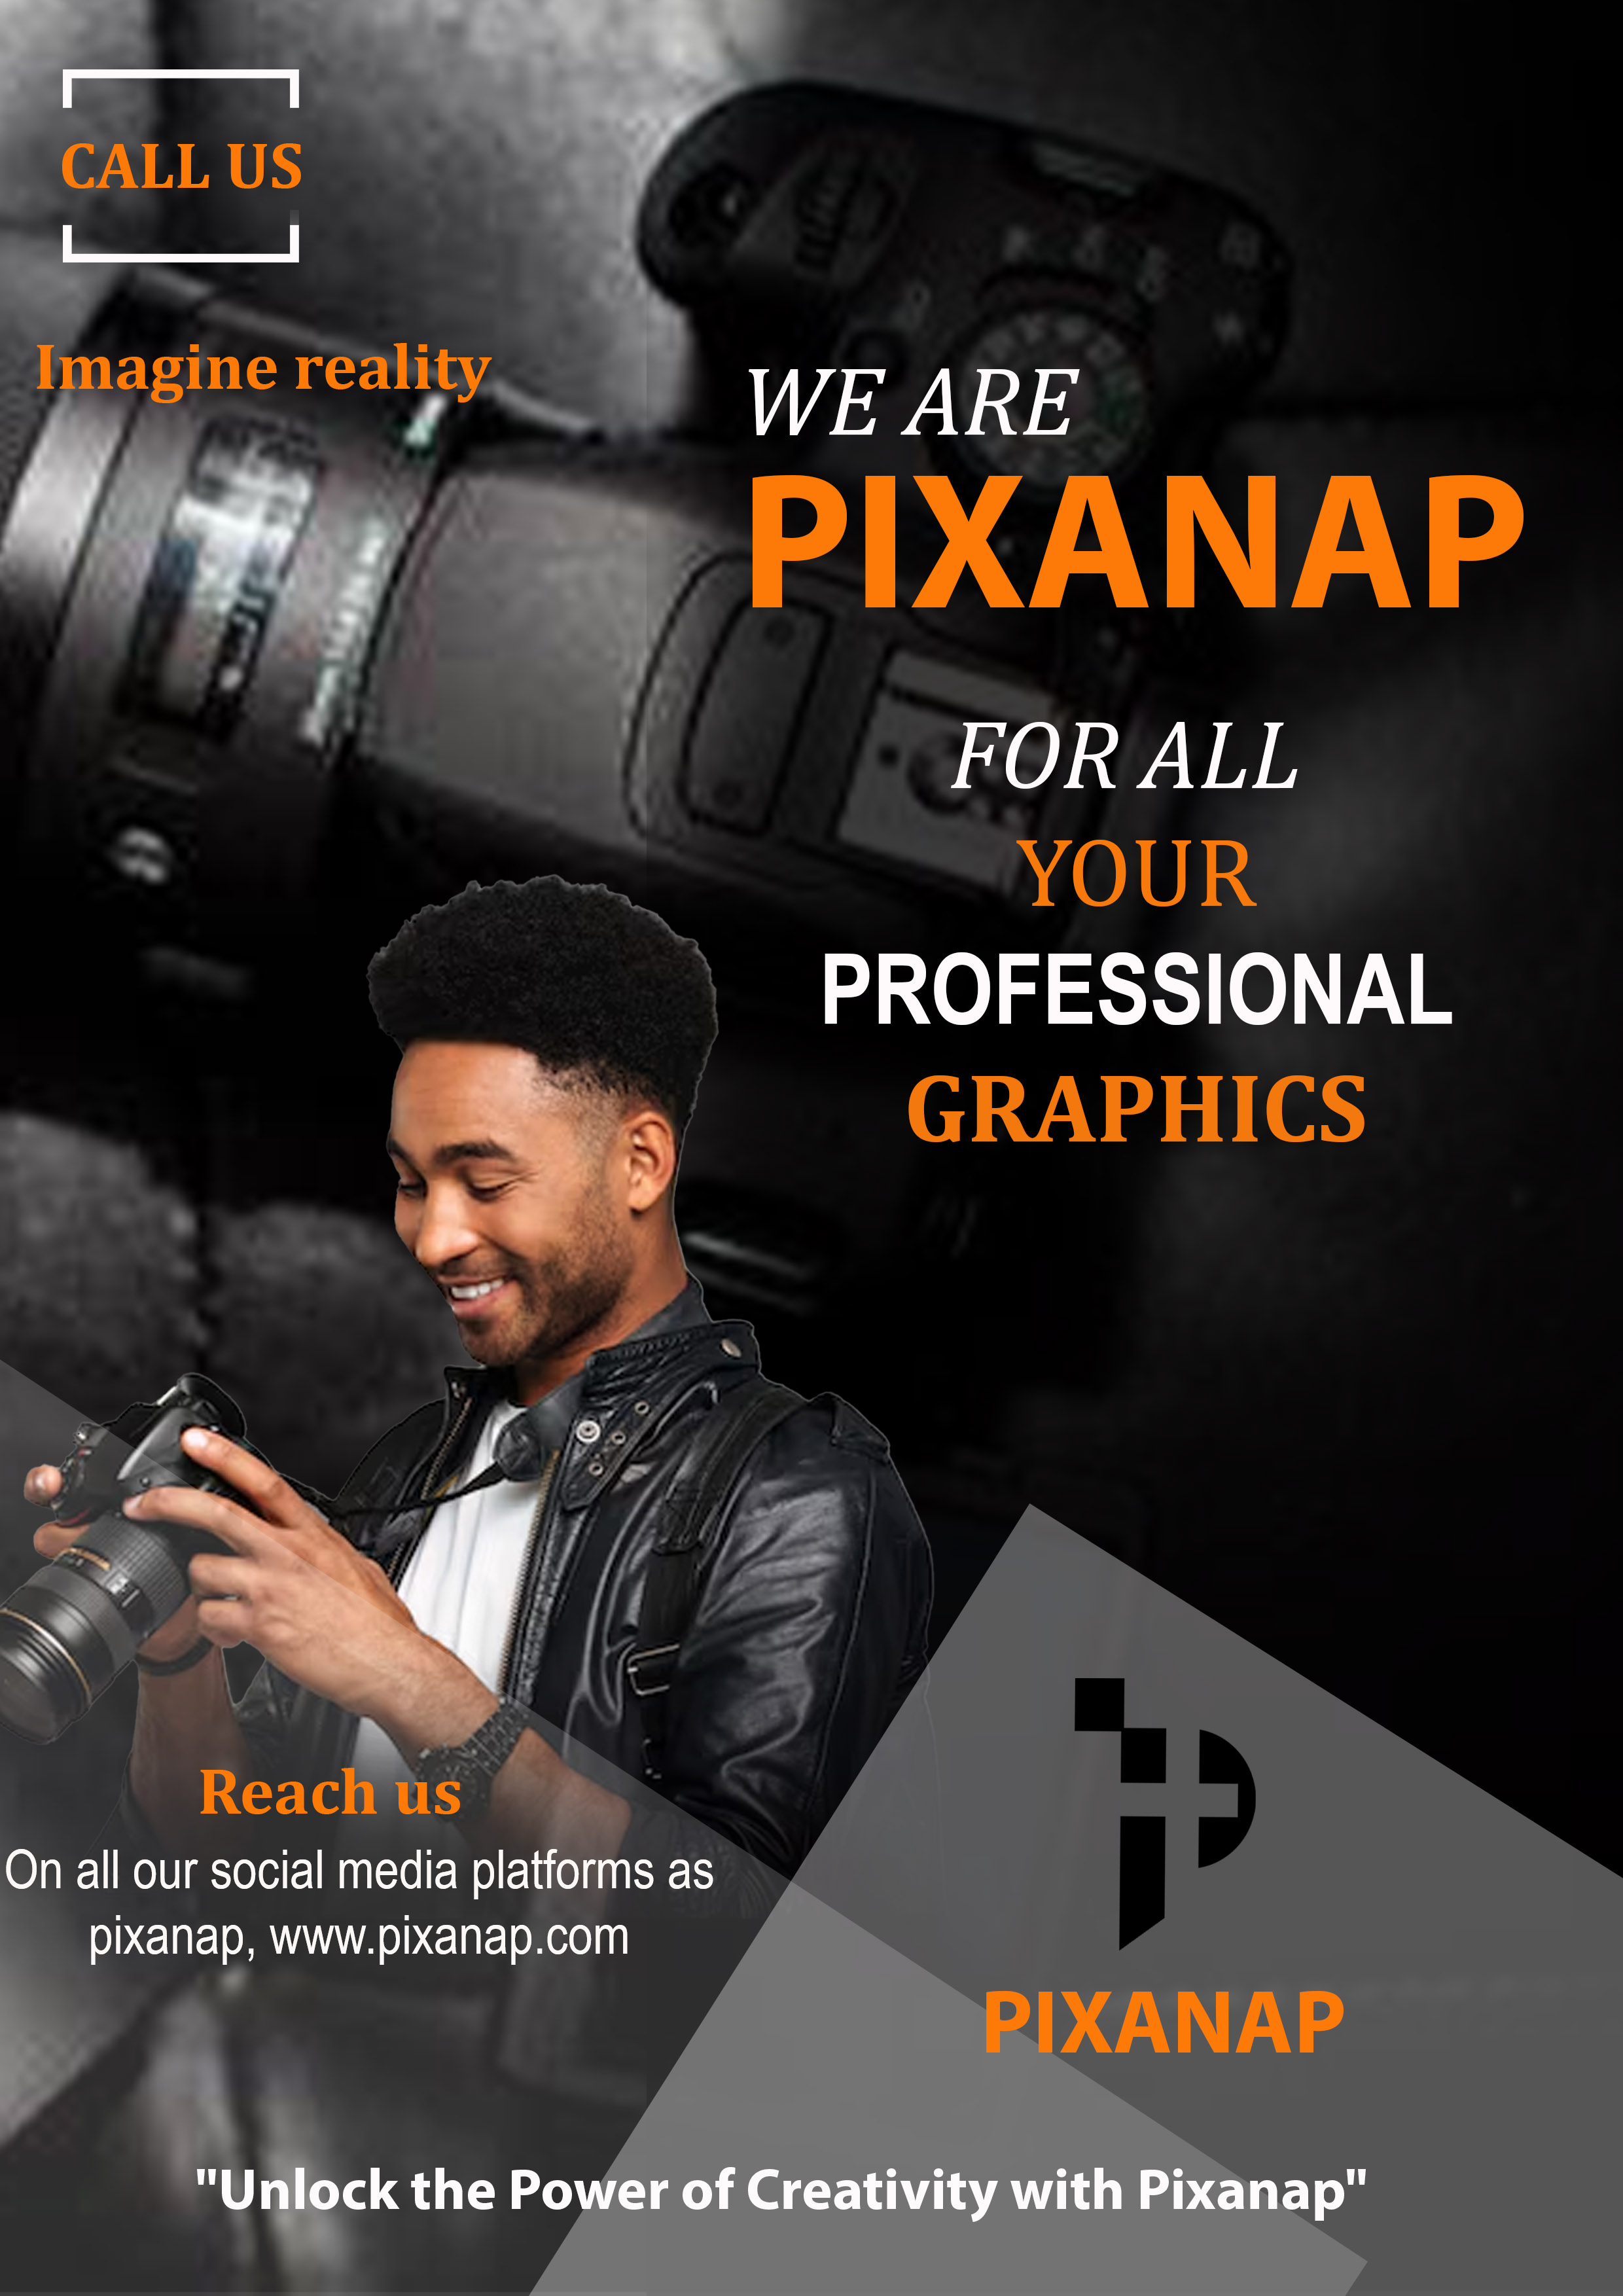 CALL US
Imagine reality
WE ARE
PIXANAP
FOR ALL
YOUR
PROFESSIONAL
GRAPHICS
Reach us
On all our social media platforms as
pixanap, www.pixanap.com
PIXANAP
"Unlock the Power of Creativity with Pixanap"